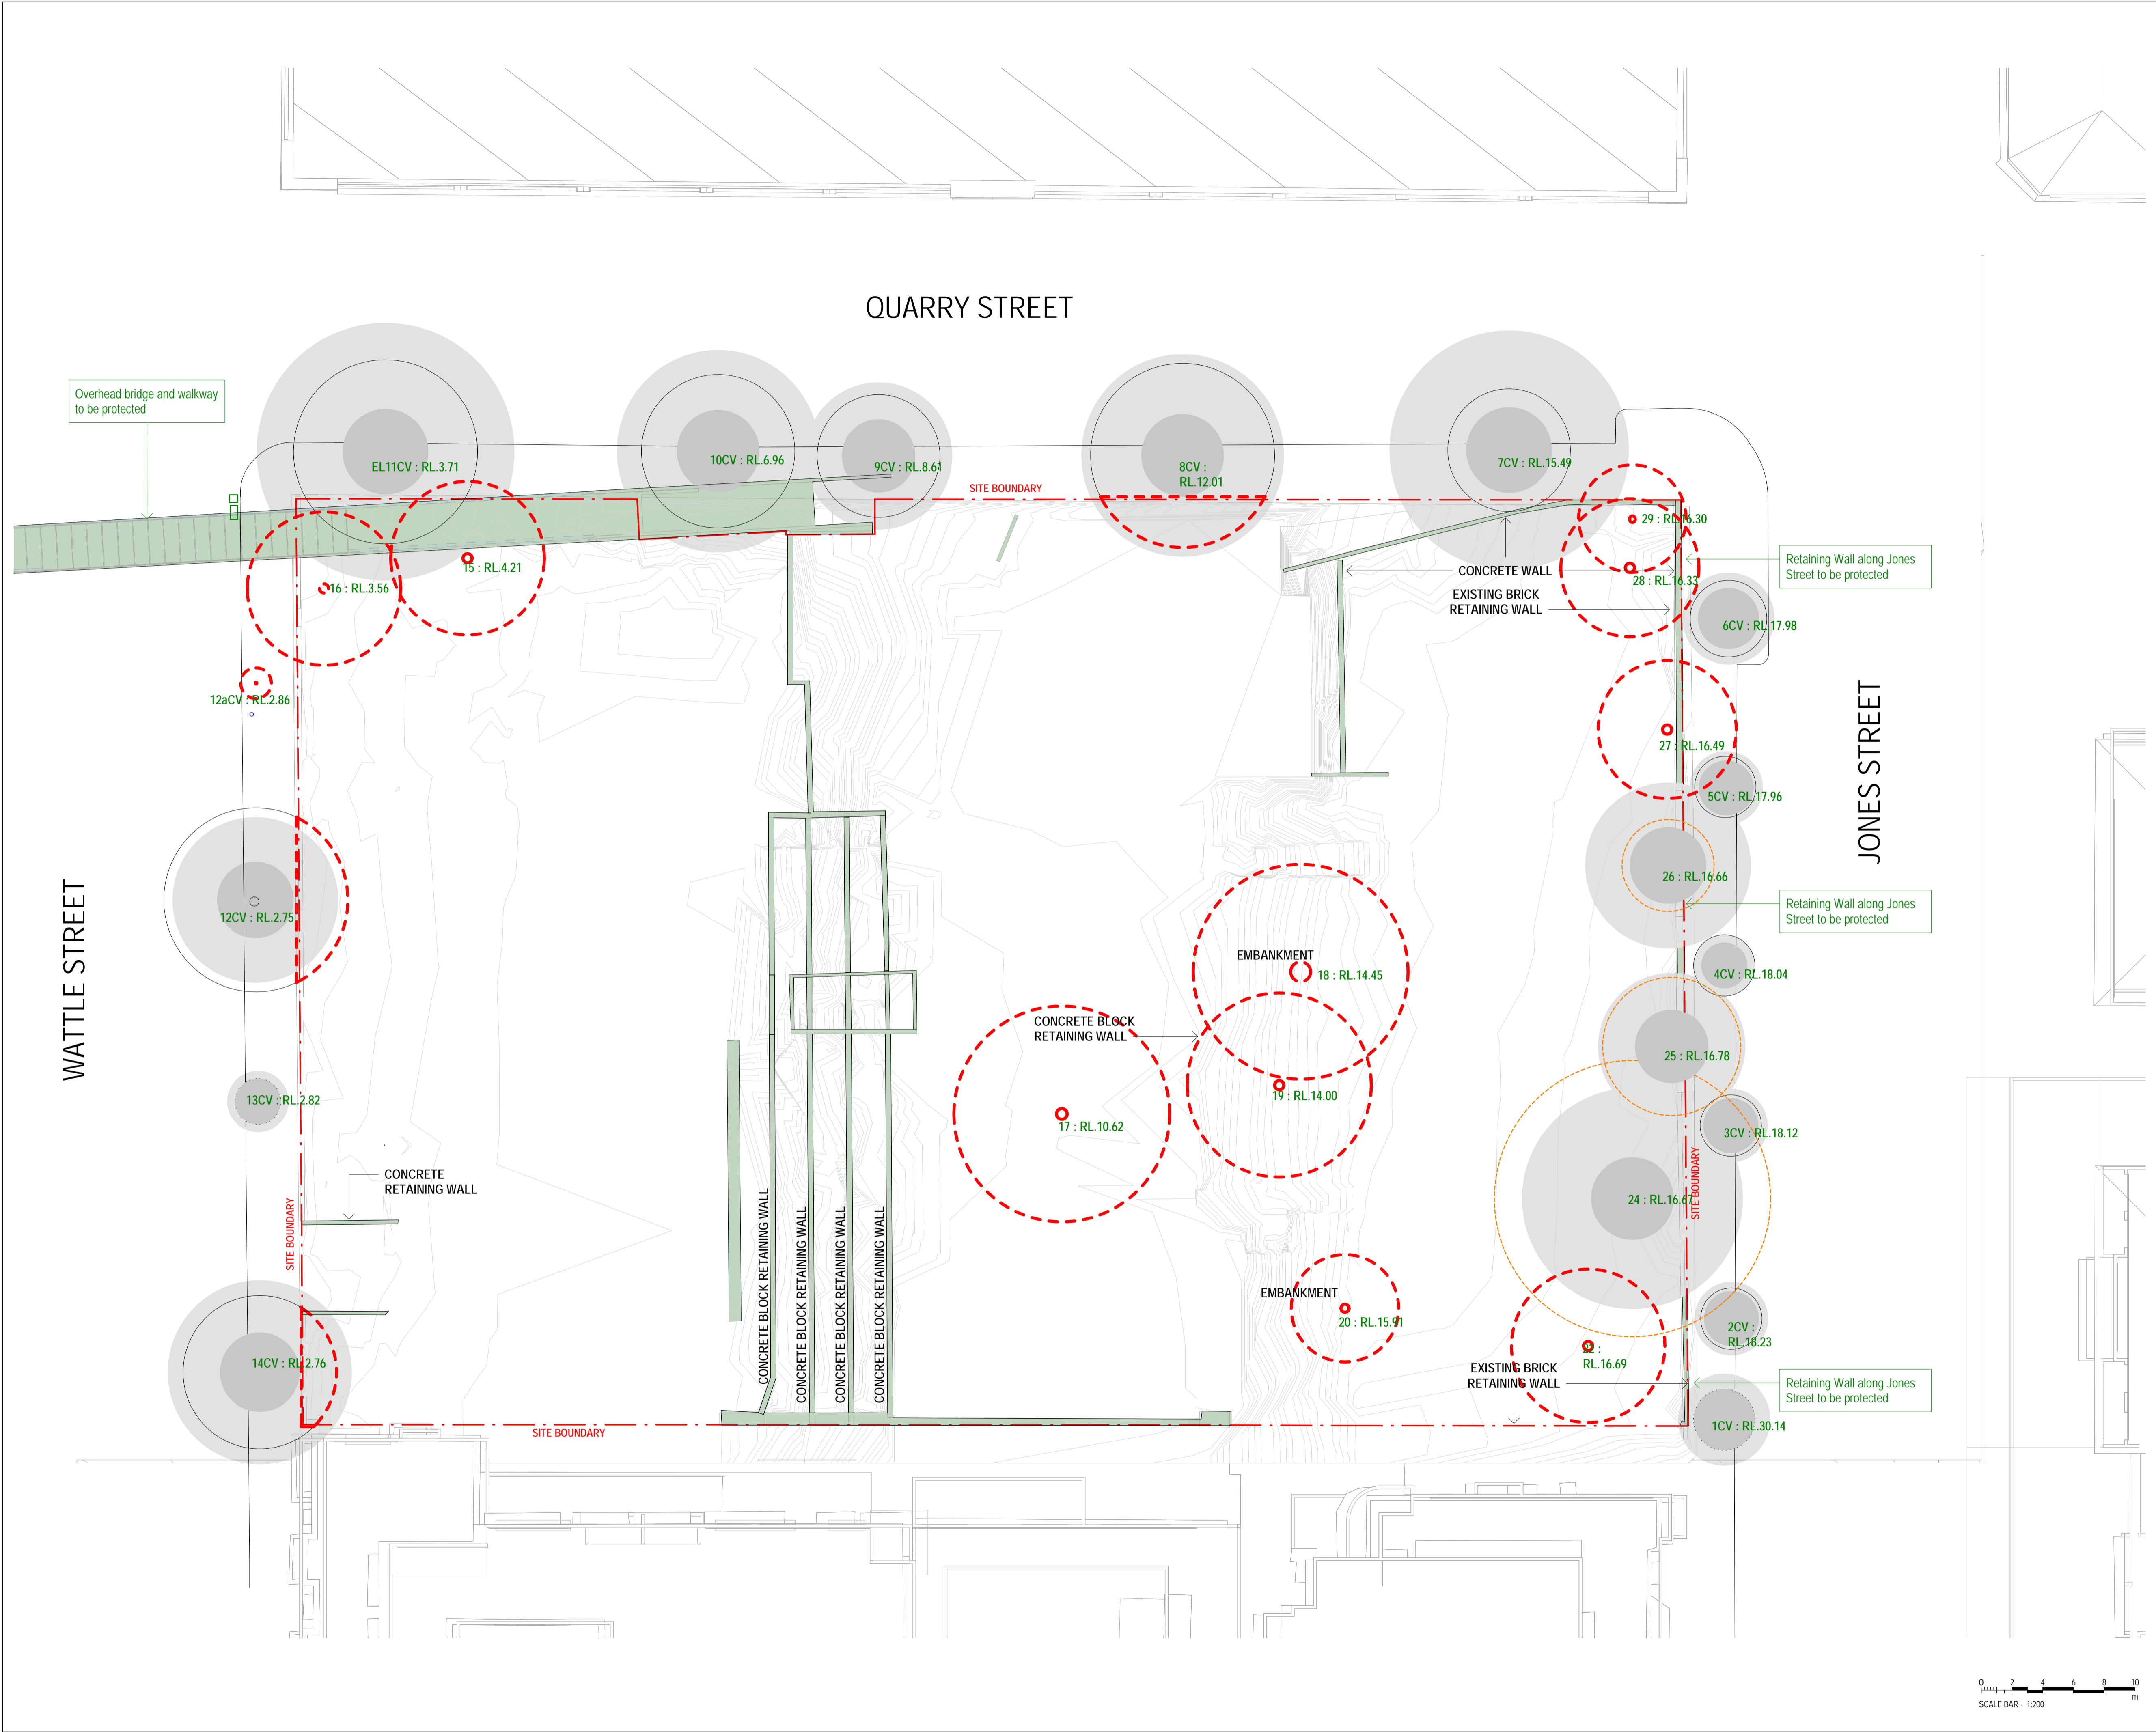 QUARRY STREET
Overhead bridge and walkway
to be protected
EL11CV : RL.3.71
10CV : RL.6.96
9CV : RL.8.61
8CV :
RL.12.01
7CV : RL.15.49
SITE BOUNDARY
29 : RL.16.30
15 : RL.4.21
16 : RL.3.56
CONCRETE WALL
28 : RL.16.33
Retaining Wall along Jones
Street to be protected
EXISTING BRICK
RETAINING WALL
6CV : RL.17.98
12aCV : RL.2.86
27 : RL.16.49
JONES STREET
5CV : RL.17.96
26 : RL.16.66
WATTLE STREET
12CV : RL.2.75
Retaining Wall along Jones
Street to be protected
EMBANKMENT
18 : RL.14.45
4CV : RL.18.04
CONCRETE BLOCK
RETAINING WALL
25 : RL.16.78
13CV : RL.2.82
19 : RL.14.00
17 : RL.10.62
3CV : RL.18.12
CONCRETE
RETAINING WALL
SITE BOUNDARY
24 : RL.16.67
SITE BOUNDARY
CONCRETE BLOCK RETAINING WALL
CONCRETE BLOCK RETAINING WALL
CONCRETE BLOCK RETAINING WALL
CONCRETE BLOCK RETAINING WALL
EMBANKMENT
20 : RL.15.91
2CV :
RL.18.23
22 :
RL.16.69
14CV : RL.2.76
EXISTING BRICK
RETAINING WALL
Retaining Wall along Jones
Street to be protected
1CV : RL.30.14
SITE BOUNDARY
0 2 4 6 8 10
m
SCALE BAR - 1:200